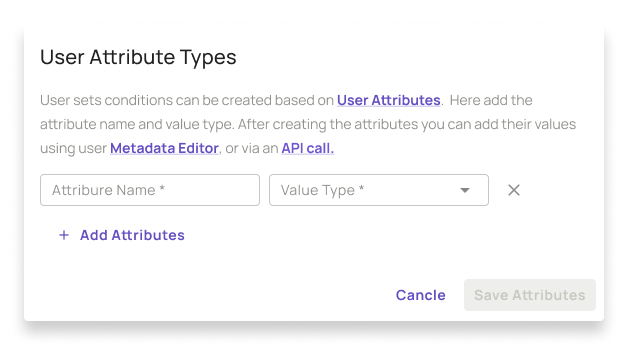 User Attribute Types
User sets conditions can be created based on User Attributes.  Here add the
attribute name and value type. After creating the attributes you can add their values
using user Metadata Editor, or via an API call.
Attribure Name *
Value Type *
+ Add Attributes
Cancle
Save Attributes